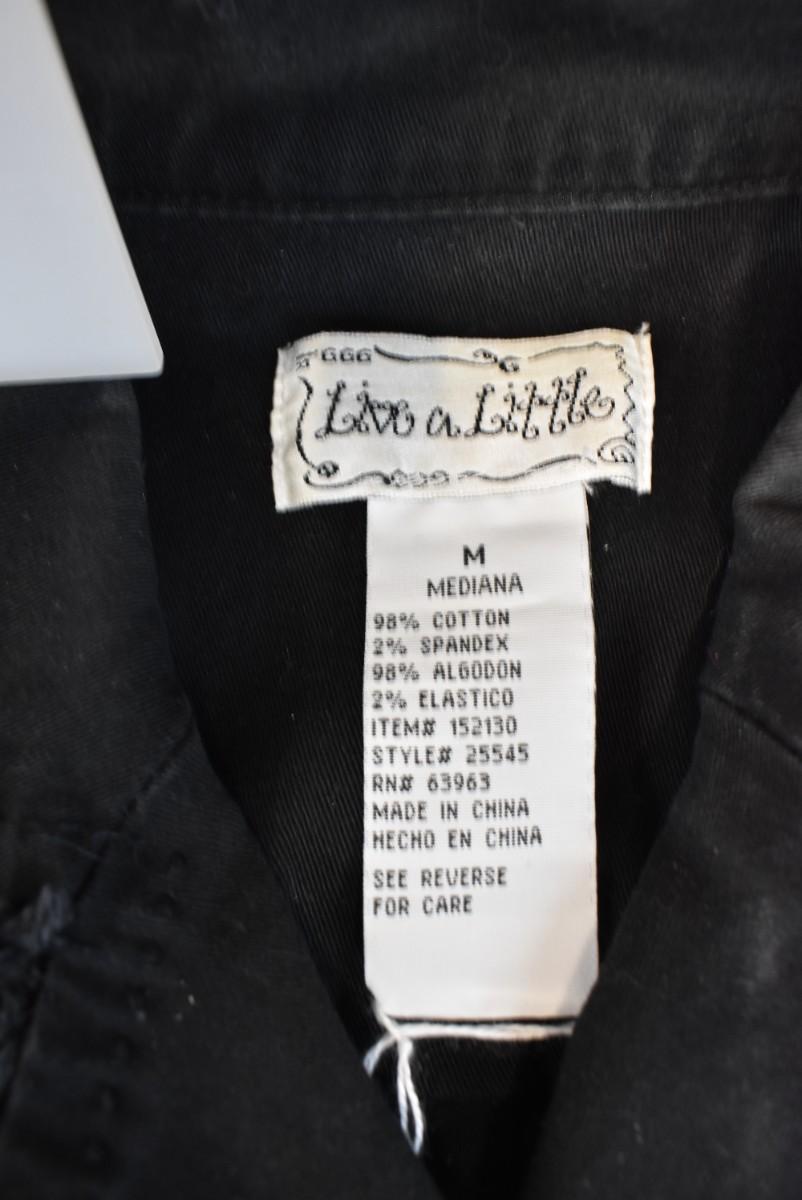 Live a Little
M
MEDIANA
98% COTTON
2% SPANDEX
98% ALGODON
2% ELASTICO
ITEM# 152130
STYLE# 25545
RN# 63963
MADE IN CHINA
HECHO EN CHINA
SEE REVERSE
FOR CARE